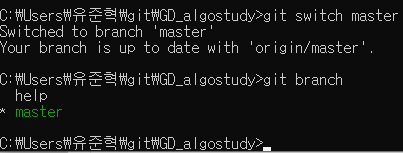 C:￦Users￦유준혁￦git￦GD_algostudy>git switch master
Switched to branch 'master'
Your branch is up to date with 'origin/master'.
C:￦Users￦유준혁￦git￦GD_algostudy>git branch
help
* master
C:￦Users￦유준혁￦git￦GD_algostudy>